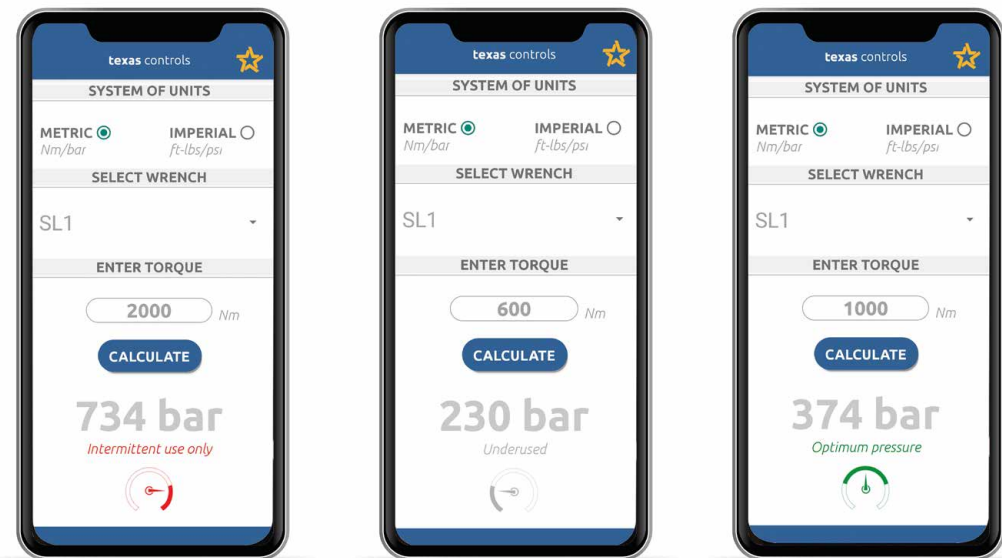 texas controls
SYSTEM OF UNITS
METRIC IMPERIAL
Nm/bar ft-lbs/psi
SELECT WRENCH
SL1
ENTER TORQUE
2000 Nm
CALCULATE
734 bar
Intermittent use only
texas controls
SYSTEM OF UNITS
METRIC IMPERIAL
Nm/bar ft-lbs/psi
SELECT WRENCH
SL1
ENTER TORQUE
600 Nm
CALCULATE
230 bar
Underused
texas controls
SYSTEM OF UNITS
METRIC IMPERIAL
Nm/bar ft-lbs/psi
SELECT WRENCH
SL1
ENTER TORQUE
1000 Nm
CALCULATE
374 bar
Optimum pressure